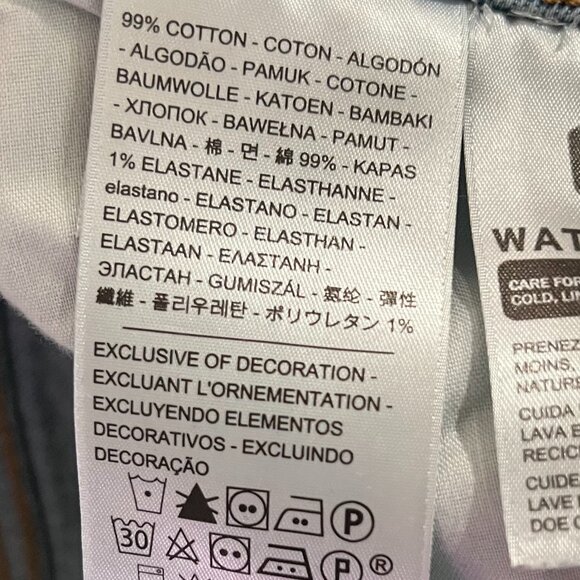 99% COTTON - COTON - ALGODÓN
- ALGODÃO - PAMUK - COTONE -
BAUMWOLLE - KATOEN - BAMBAKI
- ХЛОПОК - BAWEŁNA - PAMUT -
BAVLNA - 棉 - 면 - 綿 99% - KAPAS
1% ELASTANE - ELASTHANNE -
elastano - ELASTANO - ELASTAN -
ELASTOMERO - ELASTHAN -
ELASTAAN - ΕΛΑΣΤΑΝΗ -
ЭЛАСТАН - GUMISZÁL - 氨纶 - 彈性
纖維 - 폴리우레탄 - ポリウレタン 1%
EXCLUSIVE OF DECORATION -
EXCLUANT L'ORNEMENTATION -
EXCLUYENDO ELEMENTOS
DECORATIVOS - EXCLUINDO
DECORAÇÃO
P
30 P ®
WAT
CARE FOR
COLD, LI
PRENEZ
MOINS,
NATUR
CUIDA
LAVA E
RECIC
CUIDE
LAVE
DOE